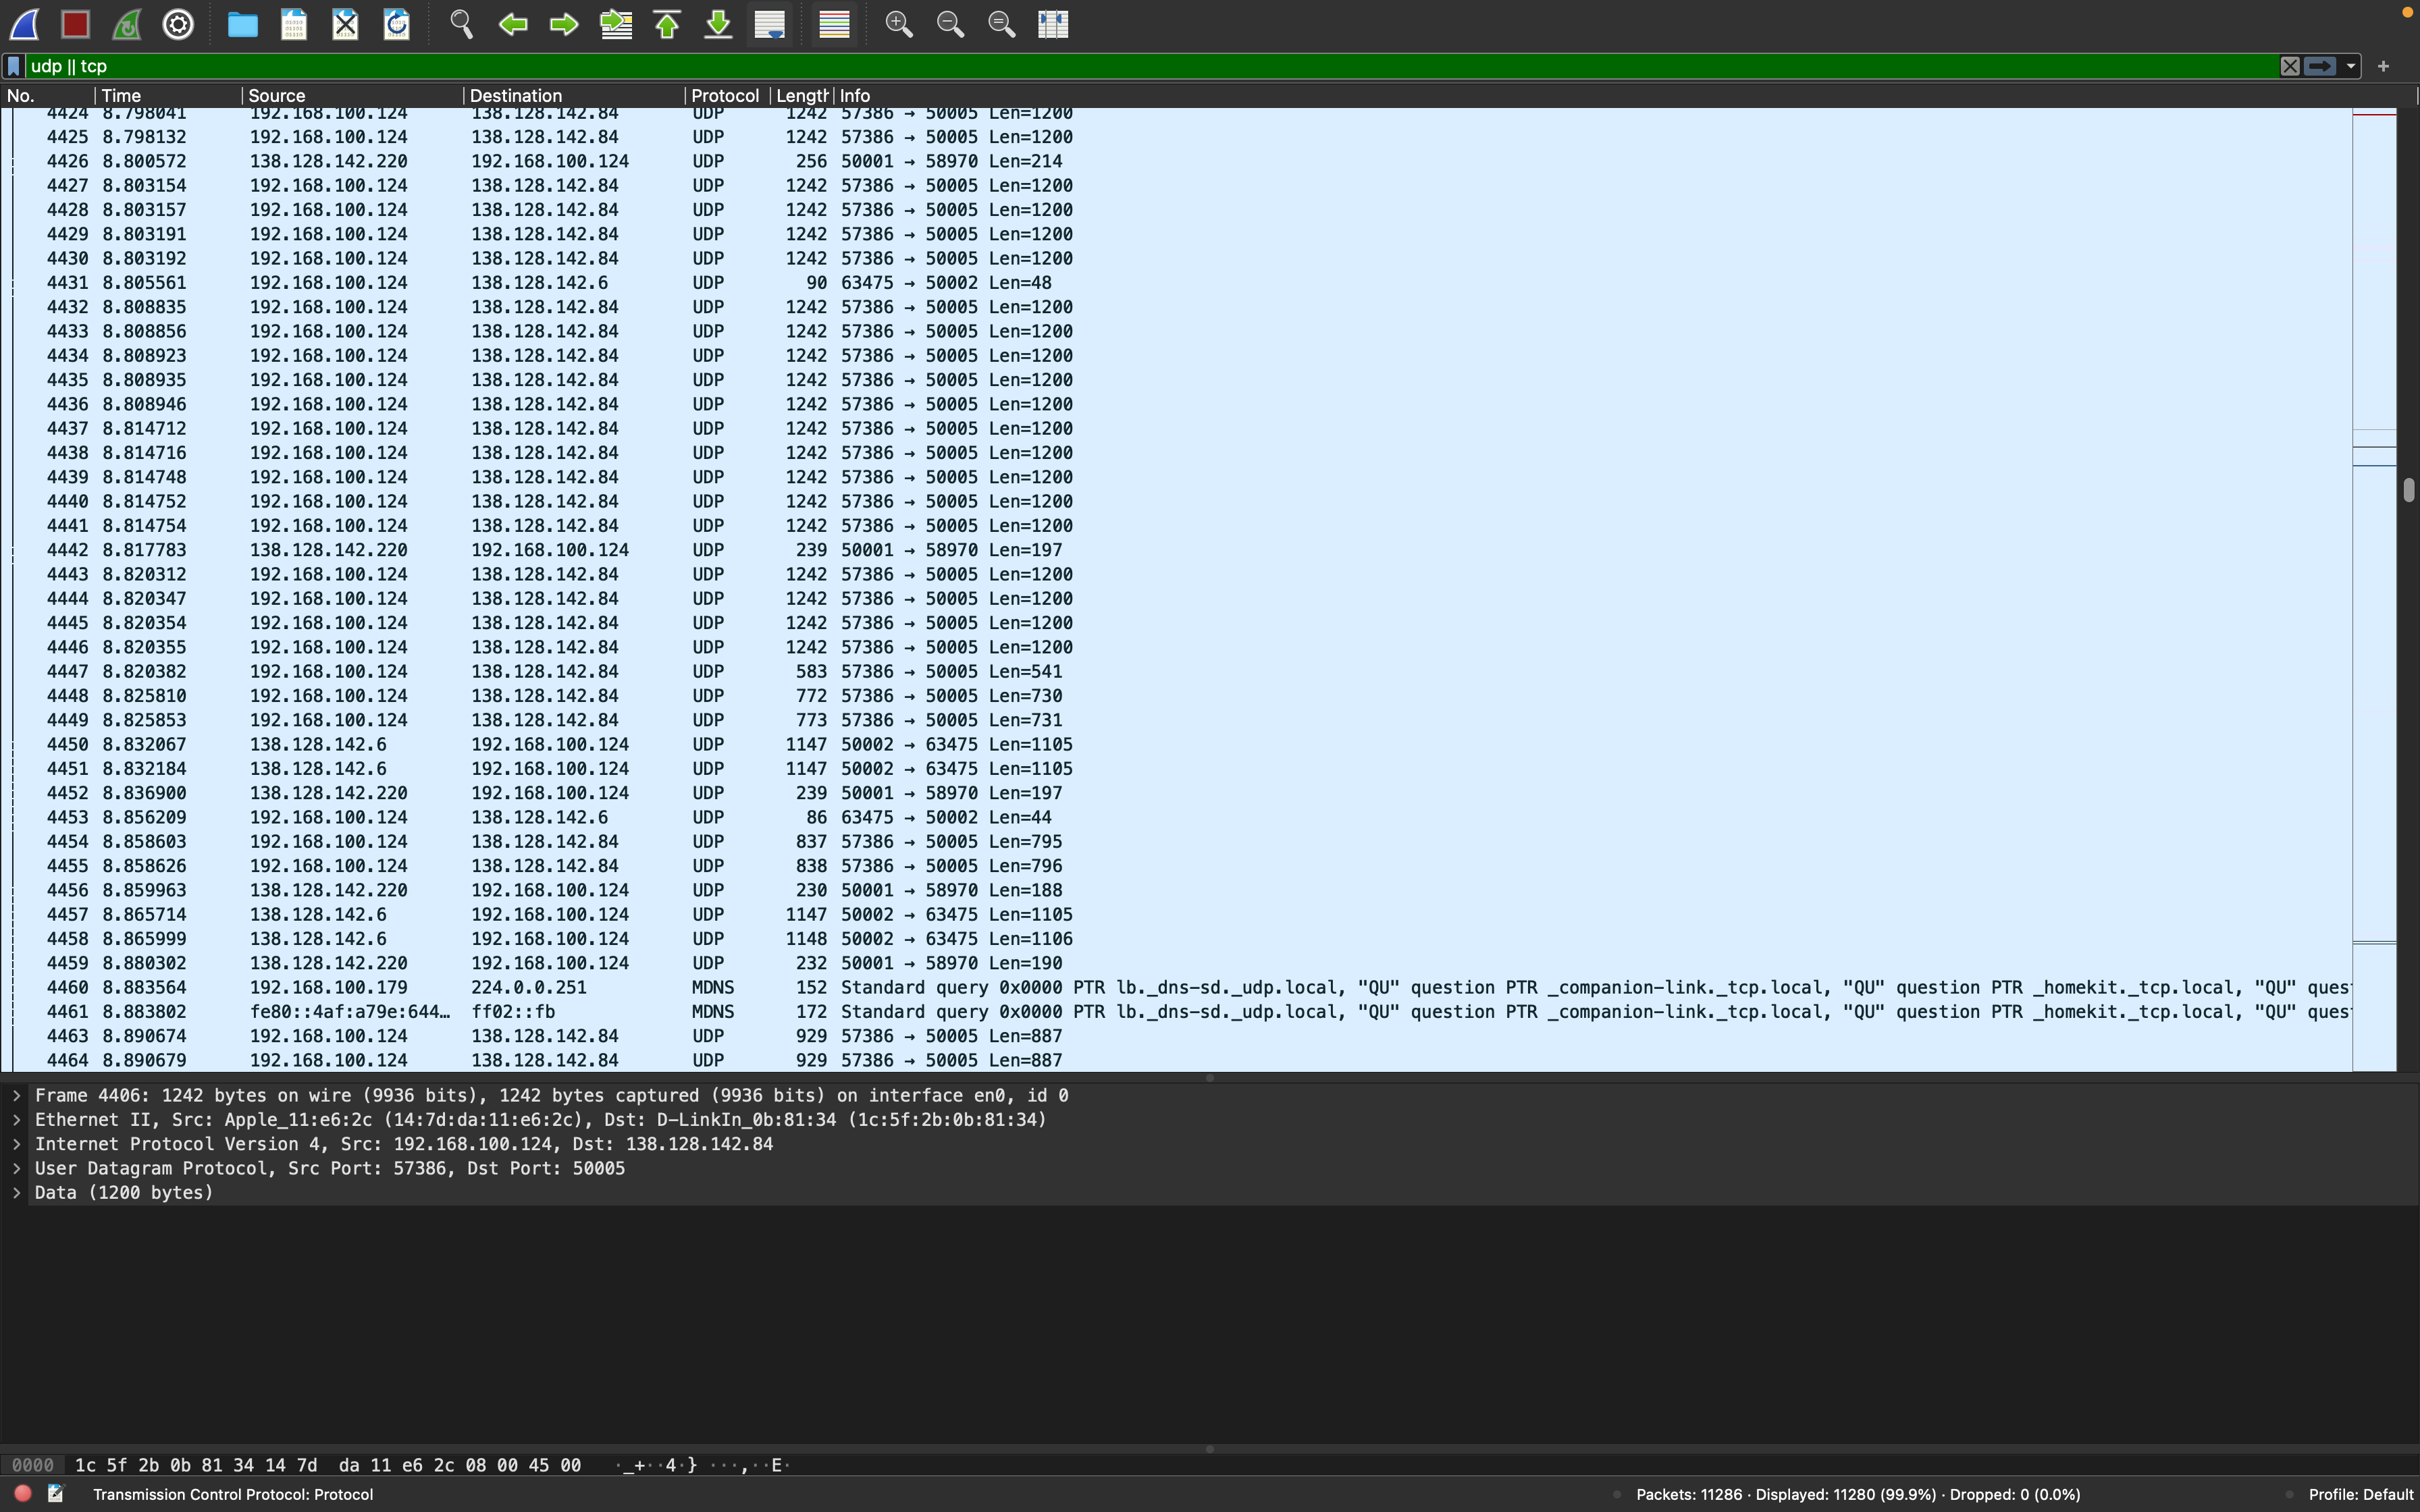 udp || tcp
No. Time Source Destination Protocol Length Info
4424 8.798041 192.168.100.124 138.128.142.84 UDP 1242 57386 → 50005 Len=1200
4425 8.798132 192.168.100.124 138.128.142.84 UDP 1242 57386 → 50005 Len=1200
4426 8.800572 138.128.142.220 192.168.100.124 UDP 256 50001 → 58970 Len=214
4427 8.803154 192.168.100.124 138.128.142.84 UDP 1242 57386 → 50005 Len=1200
4428 8.803157 192.168.100.124 138.128.142.84 UDP 1242 57386 → 50005 Len=1200
4429 8.803191 192.168.100.124 138.128.142.84 UDP 1242 57386 → 50005 Len=1200
4430 8.803192 192.168.100.124 138.128.142.84 UDP 1242 57386 → 50005 Len=1200
4431 8.805561 192.168.100.124 138.128.142.6 UDP 90 63475 → 50002 Len=48
4432 8.808835 192.168.100.124 138.128.142.84 UDP 1242 57386 → 50005 Len=1200
4433 8.808856 192.168.100.124 138.128.142.84 UDP 1242 57386 → 50005 Len=1200
4434 8.808923 192.168.100.124 138.128.142.84 UDP 1242 57386 → 50005 Len=1200
4435 8.808935 192.168.100.124 138.128.142.84 UDP 1242 57386 → 50005 Len=1200
4436 8.808946 192.168.100.124 138.128.142.84 UDP 1242 57386 → 50005 Len=1200
4437 8.814712 192.168.100.124 138.128.142.84 UDP 1242 57386 → 50005 Len=1200
4438 8.814716 192.168.100.124 138.128.142.84 UDP 1242 57386 → 50005 Len=1200
4439 8.814748 192.168.100.124 138.128.142.84 UDP 1242 57386 → 50005 Len=1200
4440 8.814752 192.168.100.124 138.128.142.84 UDP 1242 57386 → 50005 Len=1200
4441 8.814754 192.168.100.124 138.128.142.84 UDP 1242 57386 → 50005 Len=1200
4442 8.817783 138.128.142.220 192.168.100.124 UDP 239 50001 → 58970 Len=197
4443 8.820312 192.168.100.124 138.128.142.84 UDP 1242 57386 → 50005 Len=1200
4444 8.820347 192.168.100.124 138.128.142.84 UDP 1242 57386 → 50005 Len=1200
4445 8.820354 192.168.100.124 138.128.142.84 UDP 1242 57386 → 50005 Len=1200
4446 8.820355 192.168.100.124 138.128.142.84 UDP 1242 57386 → 50005 Len=1200
4447 8.820382 192.168.100.124 138.128.142.84 UDP 583 57386 → 50005 Len=541
4448 8.825810 192.168.100.124 138.128.142.84 UDP 772 57386 → 50005 Len=730
4449 8.825853 192.168.100.124 138.128.142.84 UDP 773 57386 → 50005 Len=731
4450 8.832067 138.128.142.6 192.168.100.124 UDP 1147 50002 → 63475 Len=1105
4451 8.832184 138.128.142.6 192.168.100.124 UDP 1147 50002 → 63475 Len=1105
4452 8.836900 138.128.142.220 192.168.100.124 UDP 239 50001 → 58970 Len=197
4453 8.856209 192.168.100.124 138.128.142.6 UDP 86 63475 → 50002 Len=44
4454 8.858603 192.168.100.124 138.128.142.84 UDP 837 57386 → 50005 Len=795
4455 8.858626 192.168.100.124 138.128.142.84 UDP 838 57386 → 50005 Len=796
4456 8.859963 138.128.142.220 192.168.100.124 UDP 230 50001 → 58970 Len=188
4457 8.865714 138.128.142.6 192.168.100.124 UDP 1147 50002 → 63475 Len=1105
4458 8.865999 138.128.142.6 192.168.100.124 UDP 1148 50002 → 63475 Len=1106
4459 8.880302 138.128.142.220 192.168.100.124 UDP 232 50001 → 58970 Len=190
4460 8.883564 192.168.100.179 224.0.0.251 MDNS 152 Standard query 0x0000 PTR lb._dns-sd._udp.local, "QU" question PTR _companion-link._tcp.local, "QU" question PTR _homekit._tcp.local, "QU" ques
4461 8.883802 fe80::4af:a79e:644… ff02::fb MDNS 172 Standard query 0x0000 PTR lb._dns-sd._udp.local, "QU" question PTR _companion-link._tcp.local, "QU" question PTR _homekit._tcp.local, "QU" ques
4463 8.890674 192.168.100.124 138.128.142.84 UDP 929 57386 → 50005 Len=887
4464 8.890679 192.168.100.124 138.128.142.84 UDP 929 57386 → 50005 Len=887
Frame 4406: 1242 bytes on wire (9936 bits), 1242 bytes captured (9936 bits) on interface en0, id 0
Ethernet II, Src: Apple_11:e6:2c (14:7d:da:11:e6:2c), Dst: D-LinkIn_0b:81:34 (1c:5f:2b:0b:81:34)
Internet Protocol Version 4, Src: 192.168.100.124, Dst: 138.128.142.84
User Datagram Protocol, Src Port: 57386, Dst Port: 50005
Data (1200 bytes)
0000 1c 5f 2b 0b 81 34 14 7d da 11 e6 2c 08 00 45 00 ·_+··4·} ···,··E·
Transmission Control Protocol: Protocol Packets: 11286 · Displayed: 11280 (99.9%) · Dropped: 0 (0.0%) Profile: Default